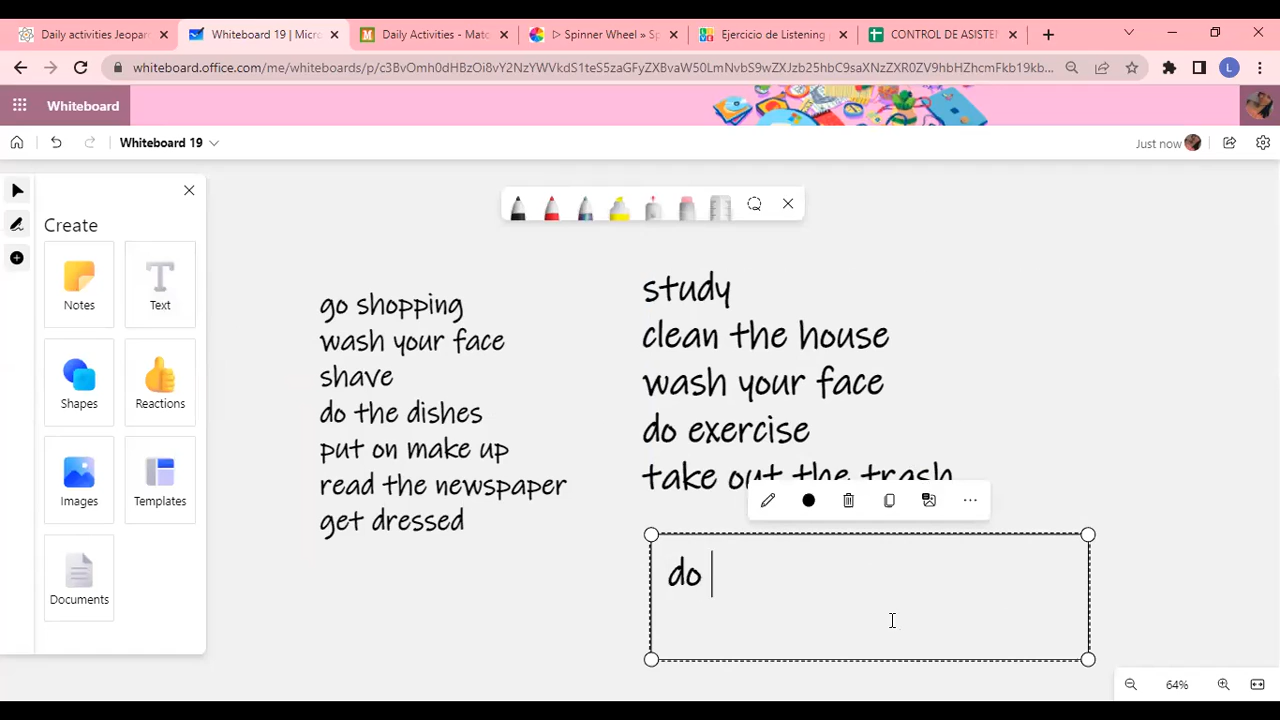 Daily activities Jeopar
Whiteboard 19 | Micro
Daily Activities - Mato
Spinner Wheel » Sp
Ejercicio de Listening
CONTROL DE ASISTEN
L
Whiteboard
Whiteboard 19
Just now
Create
Notes
Text
Shapes
Reactions
Images
Templates
Documents
go shopping
wash your face
shave
do the dishes
put on make up
read the newspaper
get dressed
study
clean the house
wash your face
do exercise
take out the trash
do
64%